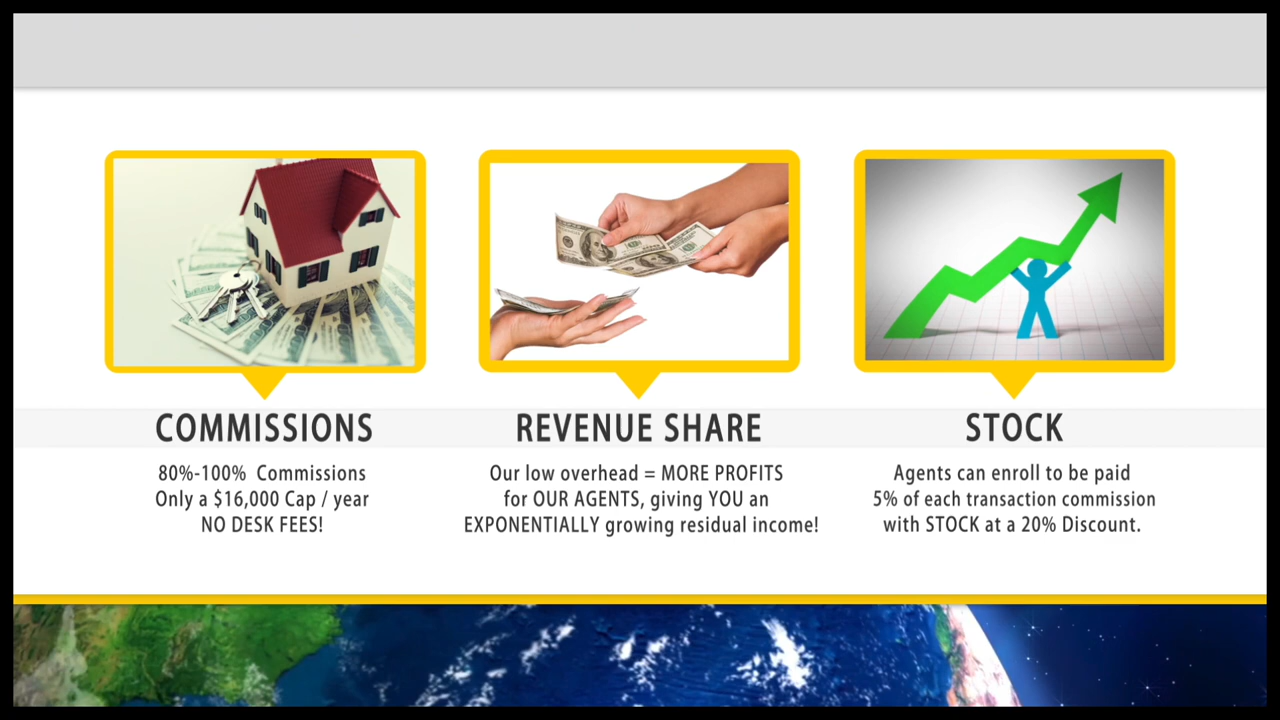 COMMISSIONS
80%-100% Commissions
Only a $16,000 Cap / year
NO DESK FEES!
REVENUE SHARE
Our low overhead = MORE PROFITS
for OUR AGENTS, giving YOU an
EXPONENTIALLY growing residual income!
STOCK
Agents can enroll to be paid
5% of each transaction commission
with STOCK at a 20% Discount.